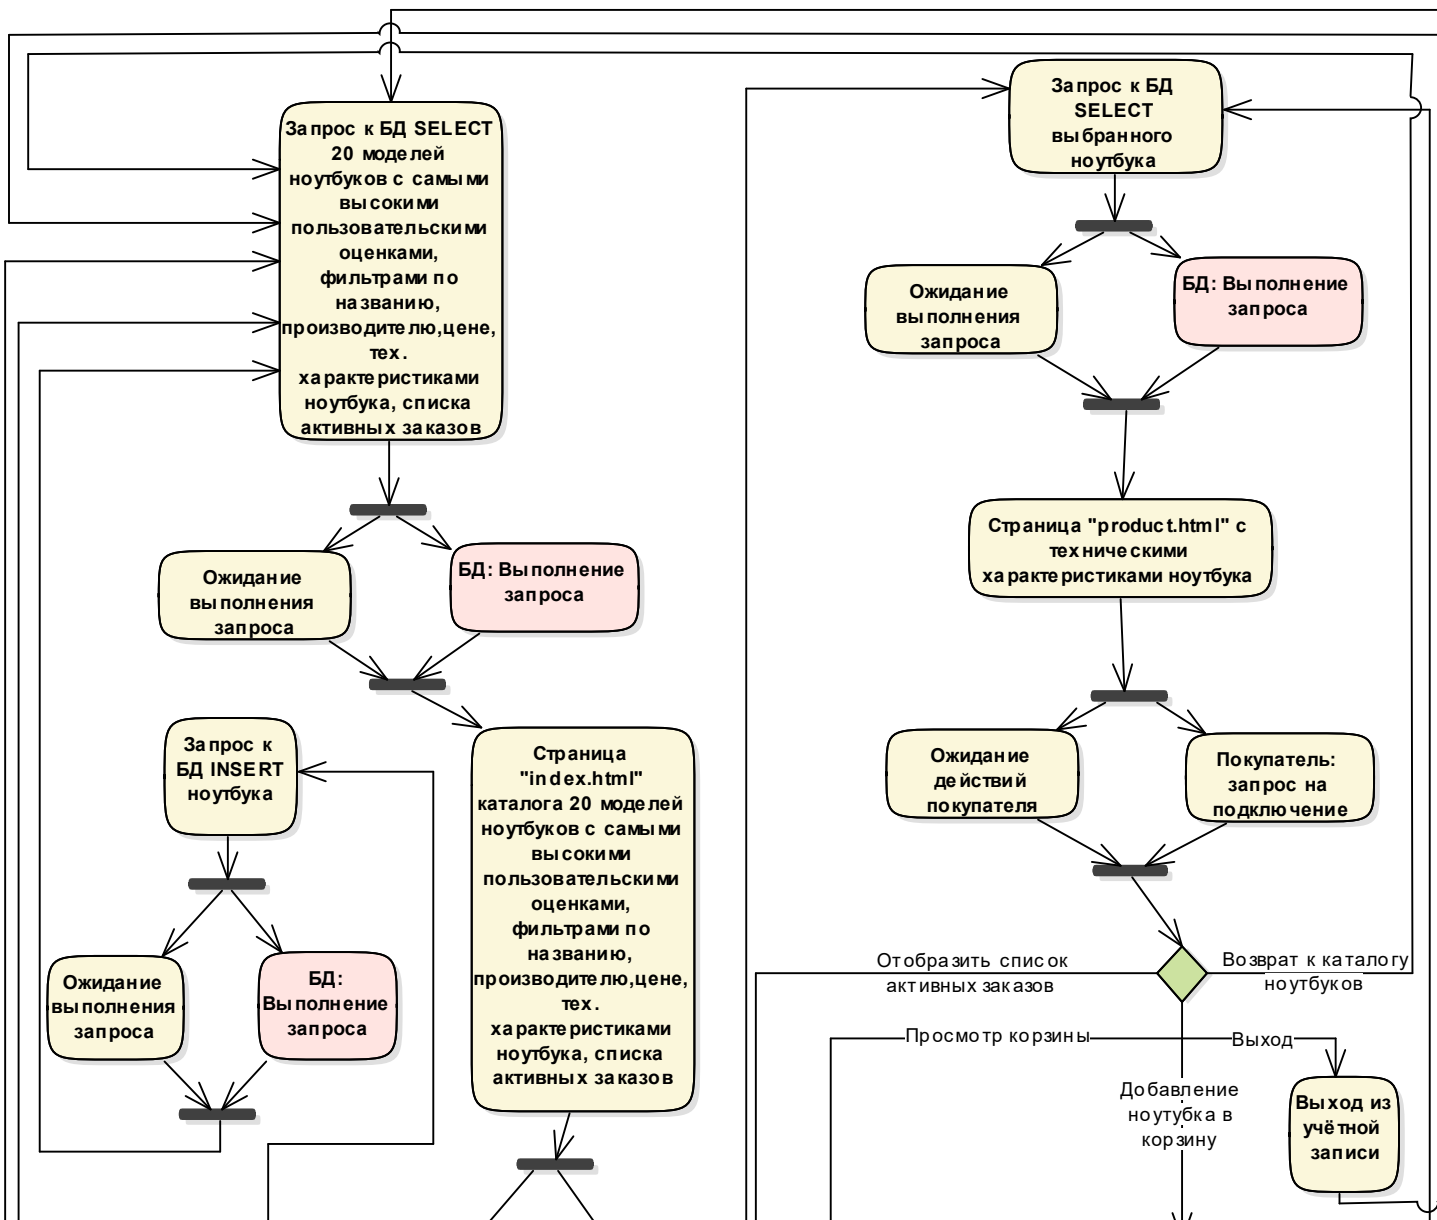 Запрос к БД SELECT
20 моделей
ноутбуков с самыми
высокими
пользовательскими
оценками,
фильтрами по
названию,
производителю,цене,
тех.
характеристиками
ноутбука, списка
активных заказов
Ожидание
выполнения
запроса
БД: Выполнение
запроса
Запрос к
БД INSERT
ноутбука
Ожидание
выполнения
запроса
БД:
Выполнение
запроса
Страница
"index.html"
каталога 20 моделей
ноутбуков с самыми
высокими
пользовательскими
оценками,
фильтрами по
названию,
производителю,цене,
тех.
характеристиками
ноутбука, списка
активных заказов
Запрос к БД
SELECT
выбранного
ноутбука
Ожидание
выполнения
запроса
БД: Выполнение
запроса
Страница "product.html" с
техническими
характеристиками ноутбука
Ожидание
действий
покупателя
Покупатель:
запрос на
подключение
Отобразить список
активных заказов
Возврат к каталогу
ноутбуков
Просмотр корзины
Выход
Добавление
ноутубка в
корзину
Выход из
учётной
записи